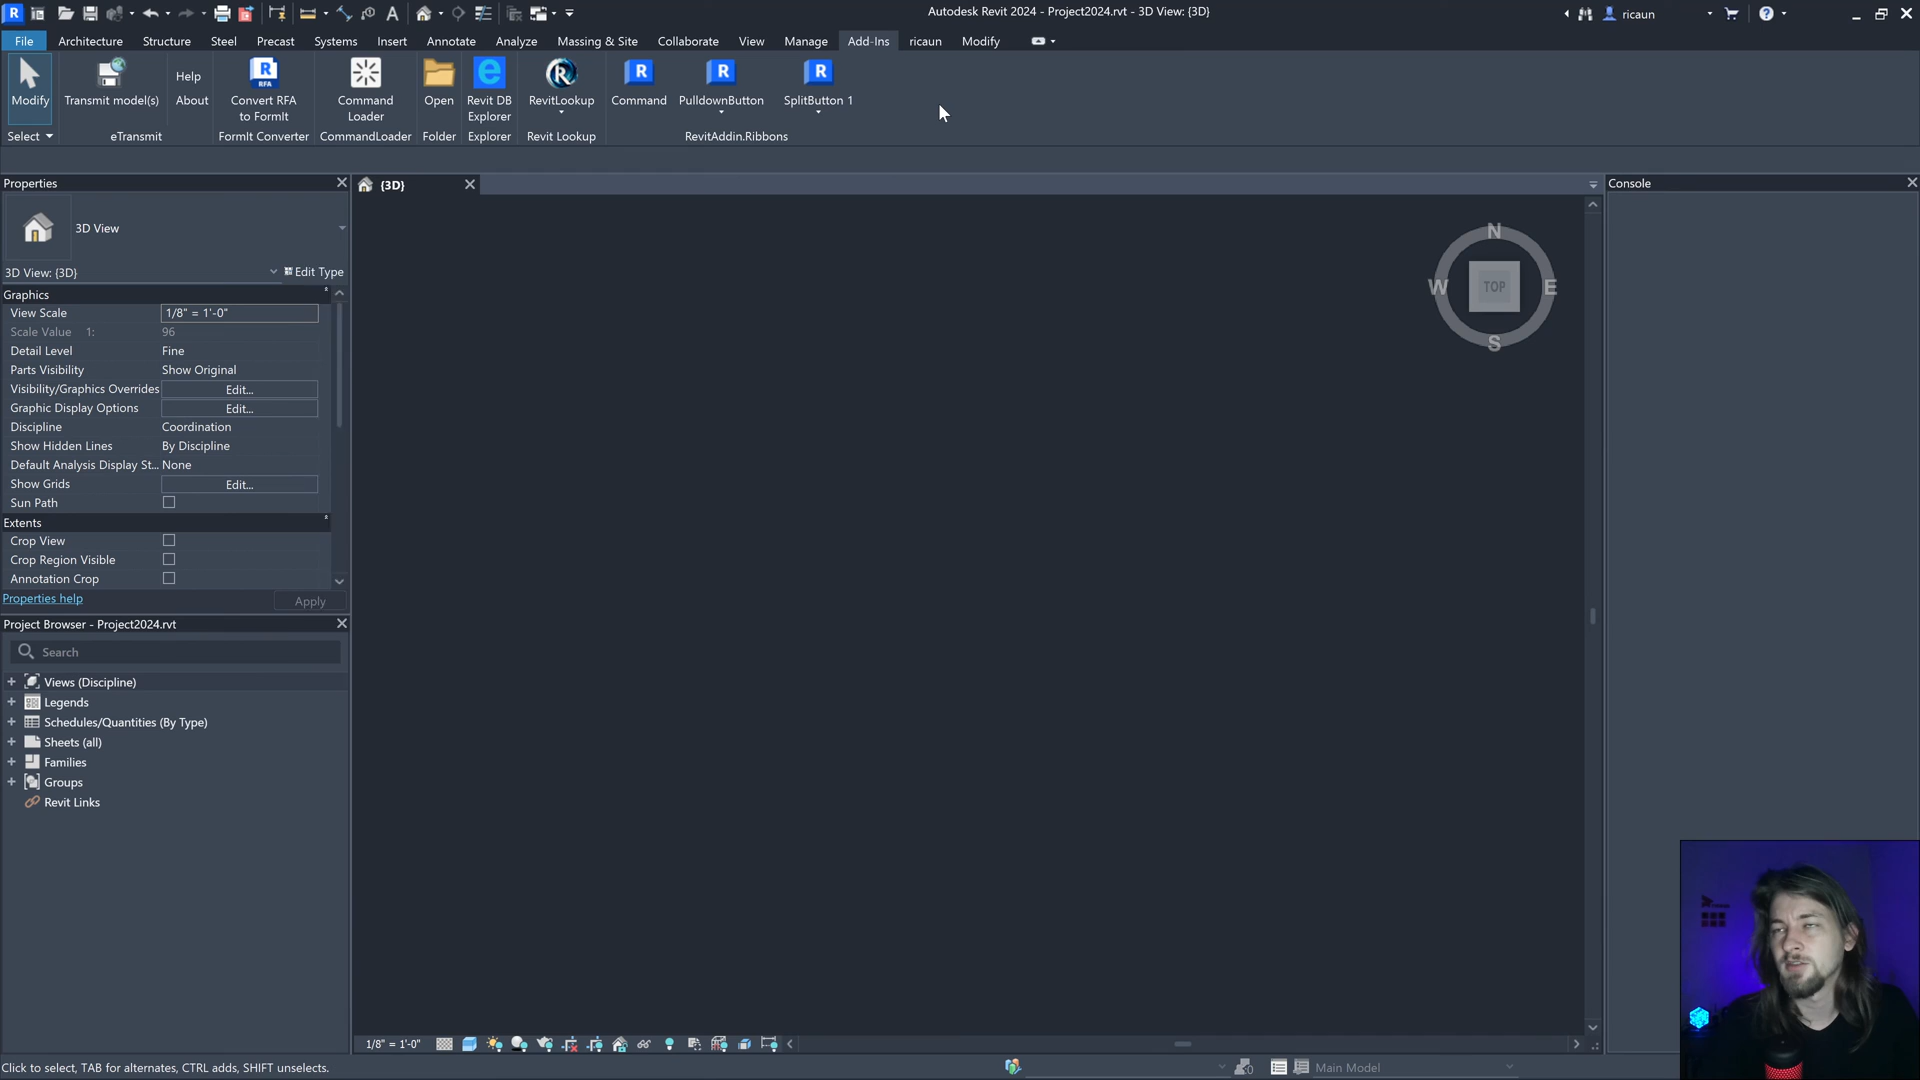 Autodesk Revit 2024 - Project2024.rvt - 3D View: {3D}
ricaun
File Architecture Structure Steel Precast Systems Insert Annotate Analyze Massing & Site Collaborate View Manage Add-Ins ricaun Modify
Modify
Transmit model(s)
Help
About
Convert RFA
to FormIt
Command
Loader
Open
Revit DB
Explorer
RevitLookup
Command
PulldownButton
SplitButton 1
Select
eTransmit
FormIt Converter
CommandLoader
Folder
Explorer
Revit Lookup
RevitAddin.Ribbons
Properties
{3D}
Console
3D View
3D View: {3D}
Edit Type
Graphics
View Scale 1/8" = 1'-0"
Scale Value 1: 96
Detail Level Fine
Parts Visibility Show Original
Visibility/Graphics Overrides Edit...
Graphic Display Options Edit...
Discipline Coordination
Show Hidden Lines By Discipline
Default Analysis Display St... None
Show Grids Edit...
Sun Path
Extents
Crop View
Crop Region Visible
Annotation Crop
Properties help
Apply
N
W
TOP
E
S
Project Browser - Project2024.rvt
Search
Views (Discipline)
Legends
Schedules/Quantities (By Type)
Sheets (all)
Families
Groups
Revit Links
1/8" = 1'-0"
Click to select, TAB for alternates, CTRL adds, SHIFT unselects.
:0
Main Model